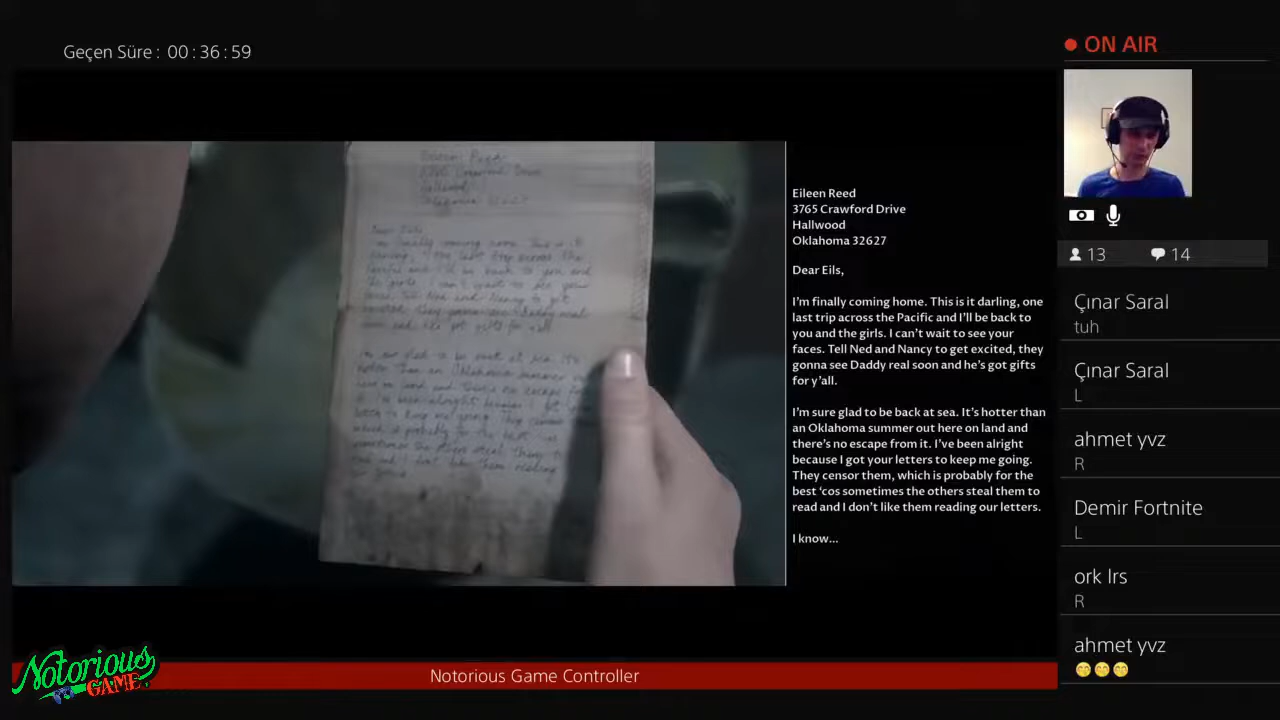 Geçen Süre : 00:36:59
ON AIR
Eileen Reed
3765 Crawford Drive
Hallwood
Oklahoma 32627
Dear Eils,
I'm finally coming home. This is it darling, one
last trip across the Pacific and I'll be back to
you and the girls. I can't wait to see your
faces. Tell Ned and Nancy to get excited, they
gonna see Daddy real soon and he's got gifts
for y'all.
I'm sure glad to be back at sea. It's hotter than
an Oklahoma summer out here on land and
there's no escape from it. I've been alright
because I got your letters to keep me going.
They censor them, which is probably for the
best ‘cos sometimes the others steal them to
read and I don't like them reading our letters.
I know...
13
14
Çınar Saral
tuh
Çınar Saral
L
ahmet yvz
R
Demir Fortnite
L
ork lrs
R
ahmet yvz
🤭🤭🤭
Notorious
GAME
Notorious Game Controller